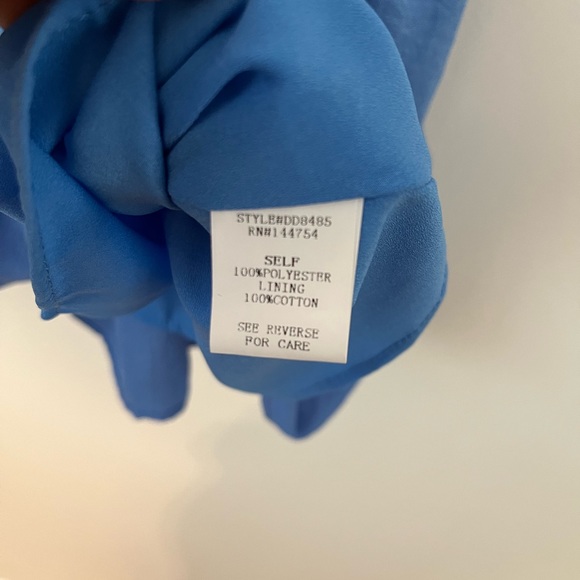 STYLE#DD8485
RN#144754
SELF
100%POLYESTER
LINING
100%COTTON
SEE REVERSE
FOR CARE